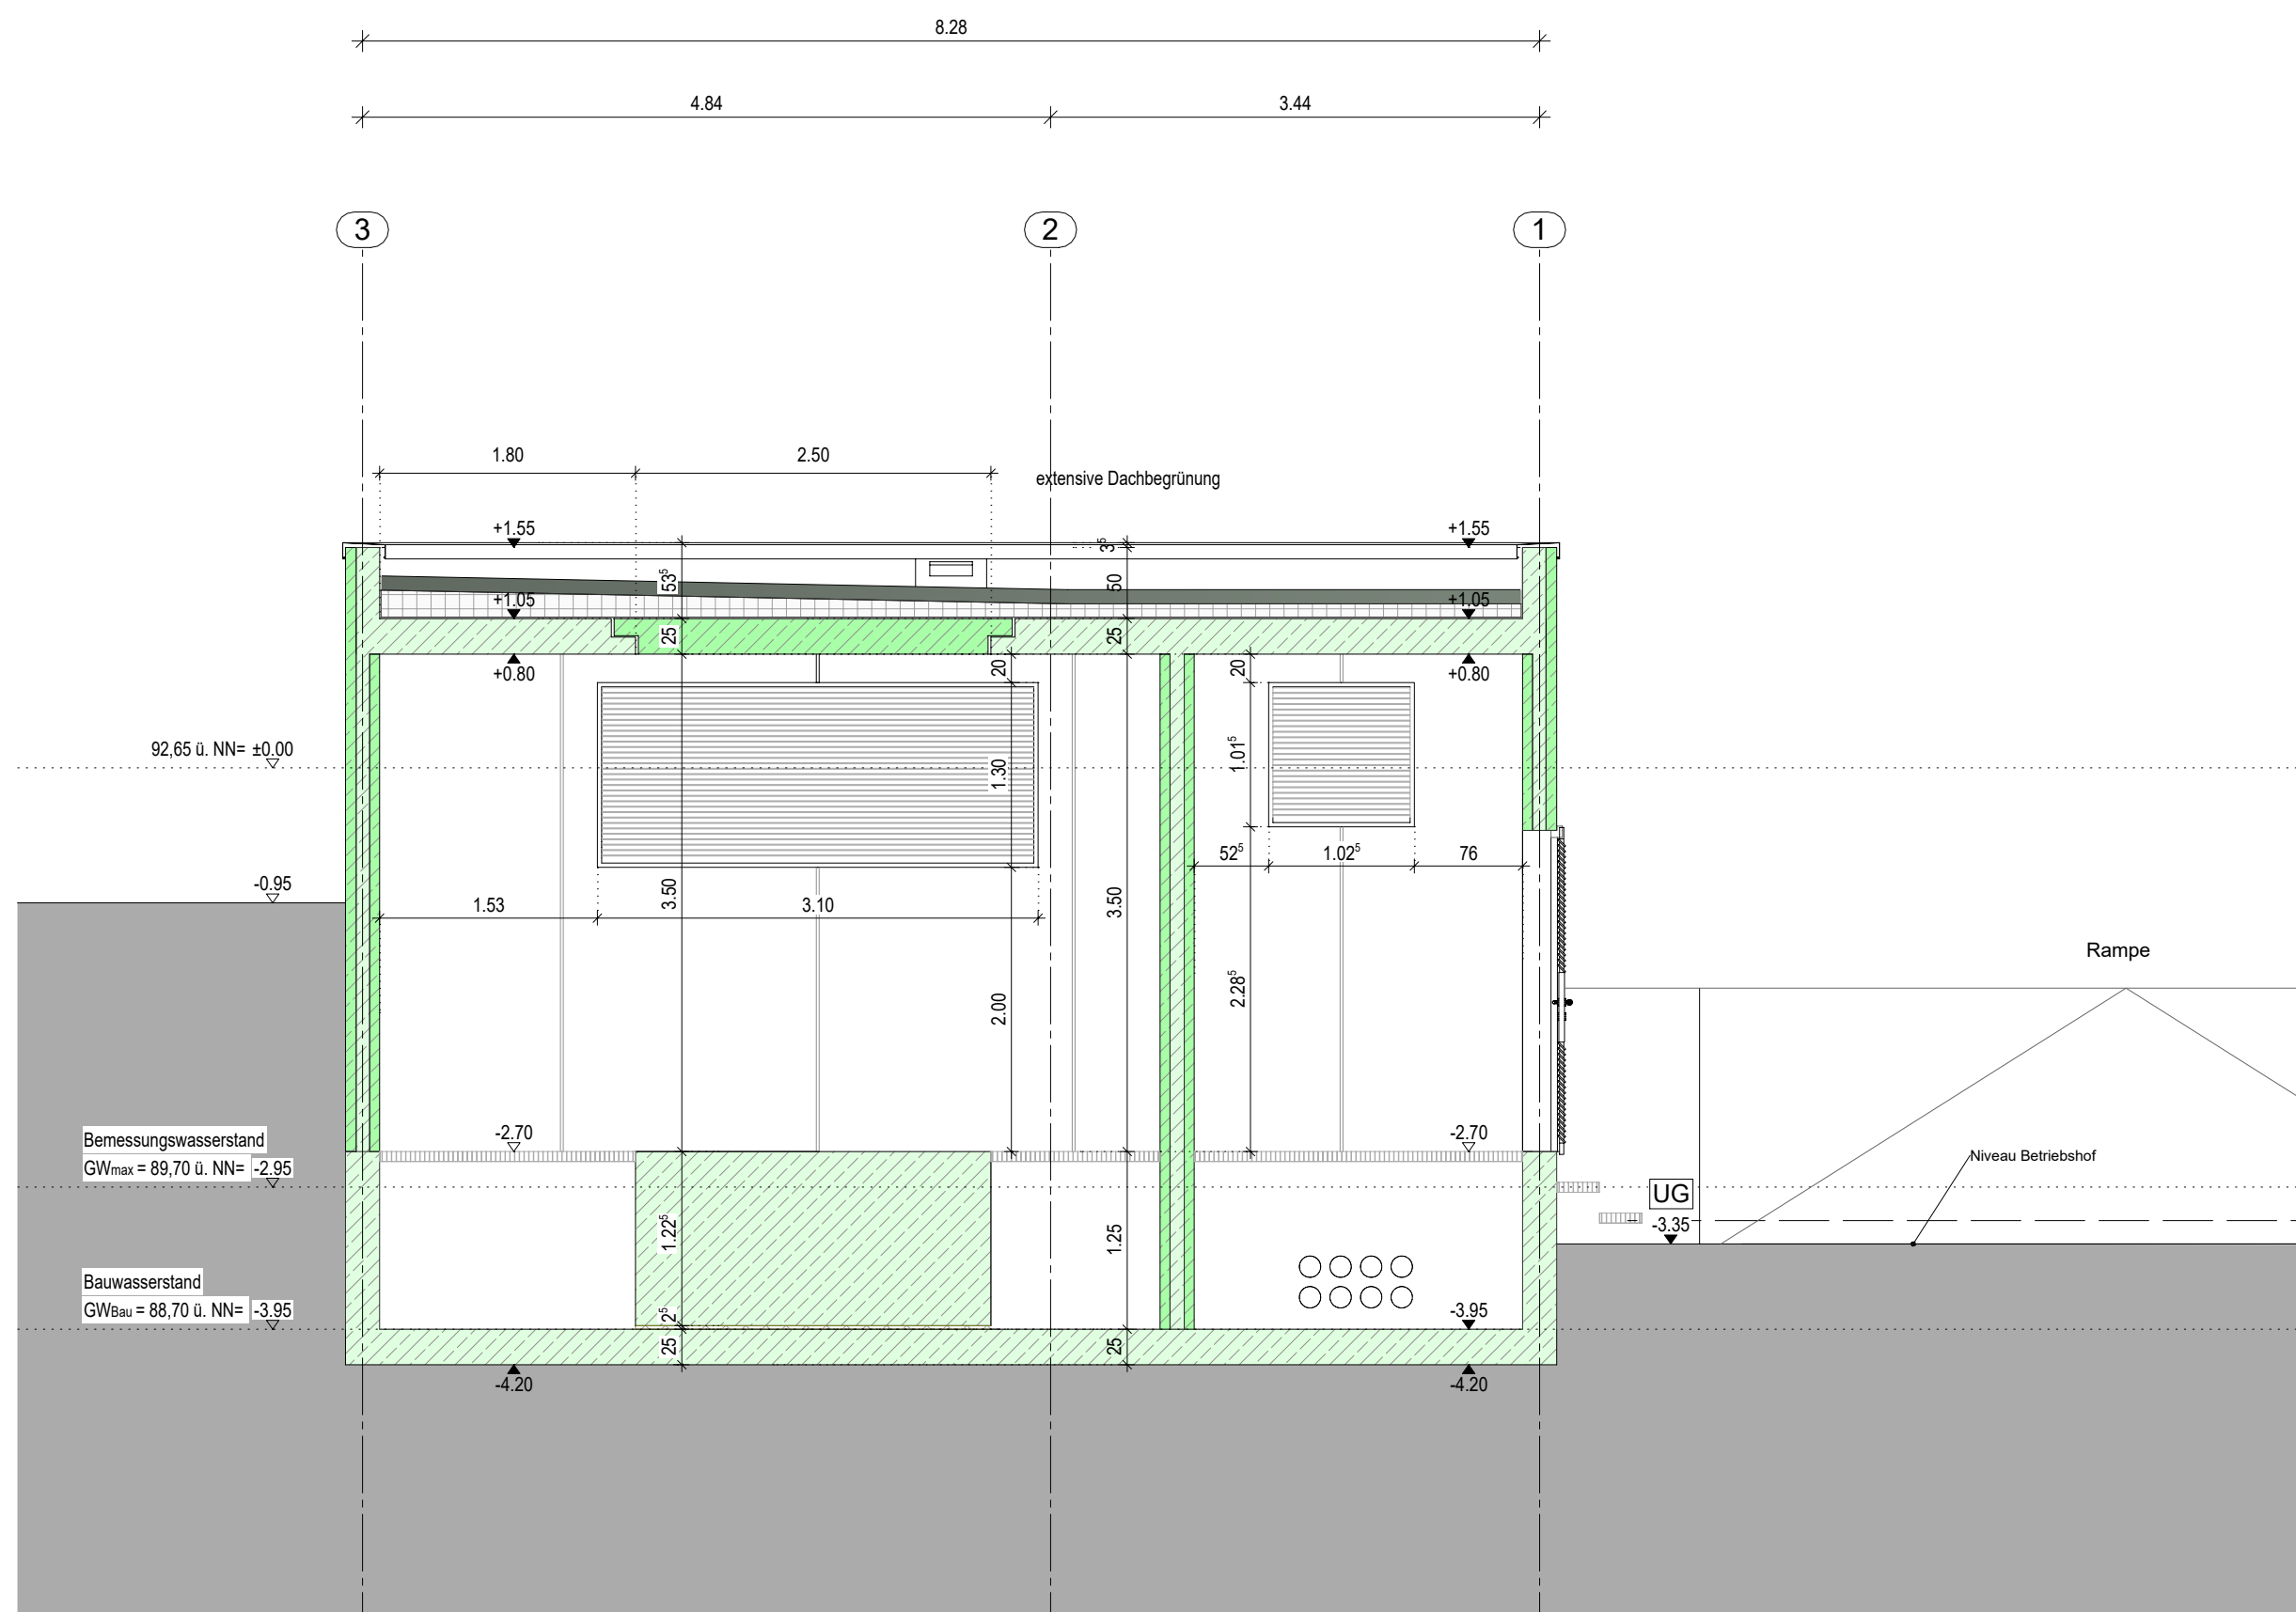 8.28
4.84 3.44
3 2 1
1.80 2.50
extensive Dachbegrünung
+1.55 +1.55
3⁵
53⁵ 50
+1.05 +1.05
25 25
+0.80 20 20 +0.80
92,65 ü. NN= ±0.00
1.30 1.01⁵
52⁵ 1.02⁵ 76
-0.95
3.50 3.50
1.53 3.10
Rampe
2.00 2.28⁵
-2.70 -2.70
Bemessungswasserstand
GWmax = 89,70 ü. NN= -2.95
Niveau Betriebshof
UG
-3.35
1.22⁵ 1.25
Bauwasserstand
GWBau = 88,70 ü. NN= -3.95
2⁵ -3.95
25 25
-4.20 -4.20